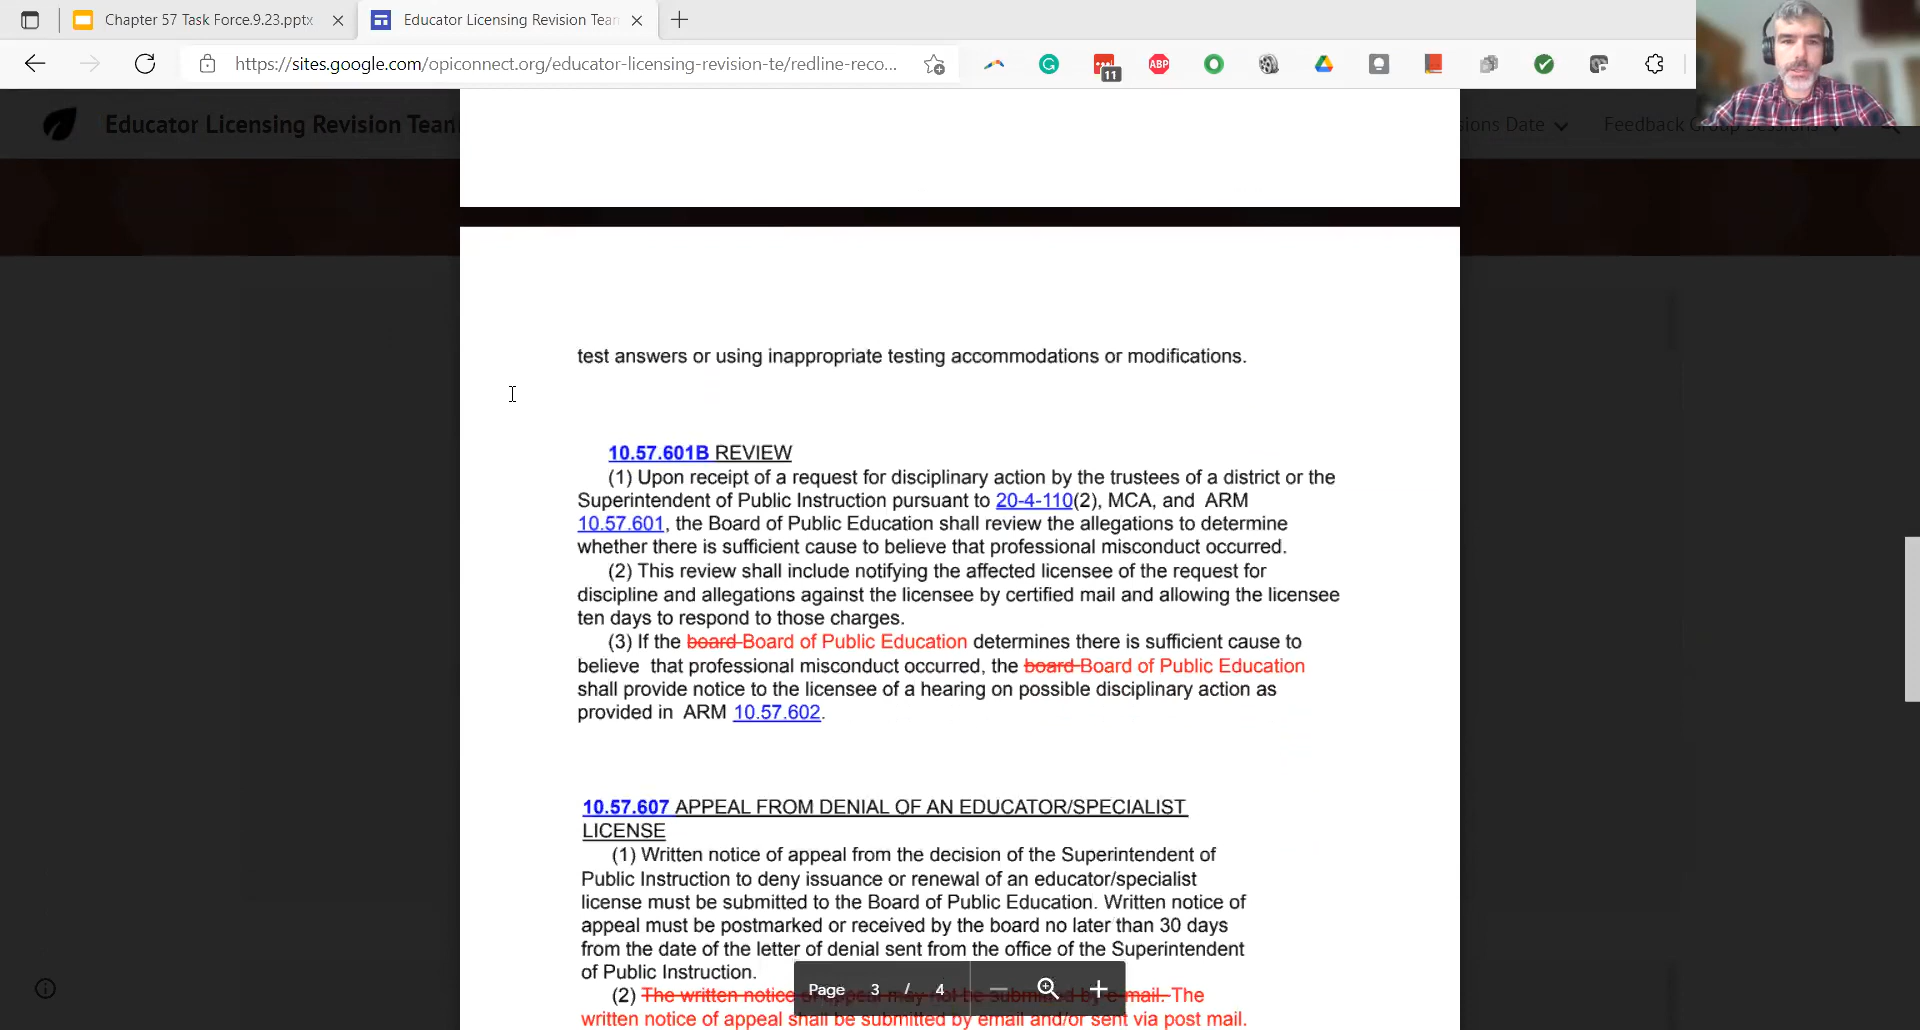 Chapter 57 Task Force.9.23.pptx
Educator Licensing Revision Tea
https://sites.google.com/opiconnect.org/educator-licensing-revision-te/redline-reco...
11
ABP
Educator Licensing Revision Team
sions Date
Feedback Group Sessions
test answers or using inappropriate testing accommodations or modifications.
10.57.601B REVIEW
(1) Upon receipt of a request for disciplinary action by the trustees of a district or the
Superintendent of Public Instruction pursuant to 20-4-110(2), MCA, and ARM
10.57.601, the Board of Public Education shall review the allegations to determine
whether there is sufficient cause to believe that professional misconduct occurred.
(2) This review shall include notifying the affected licensee of the request for
discipline and allegations against the licensee by certified mail and allowing the licensee
ten days to respond to those charges.
(3) If the board Board of Public Education determines there is sufficient cause to
believe that professional misconduct occurred, the board Board of Public Education
shall provide notice to the licensee of a hearing on possible disciplinary action as
provided in ARM 10.57.602.
10.57.607 APPEAL FROM DENIAL OF AN EDUCATOR/SPECIALIST
LICENSE
(1) Written notice of appeal from the decision of the Superintendent of
Public Instruction to deny issuance or renewal of an educator/specialist
license must be submitted to the Board of Public Education. Written notice of
appeal must be postmarked or received by the board no later than 30 days
from the date of the letter of denial sent from the office of the Superintendent
of Public Instruction.
(2) The written notice of appeal may not be submitted by e-mail. The
written notice of appeal shall be submitted by email and/or sent via post mail.
Page 3 / 4